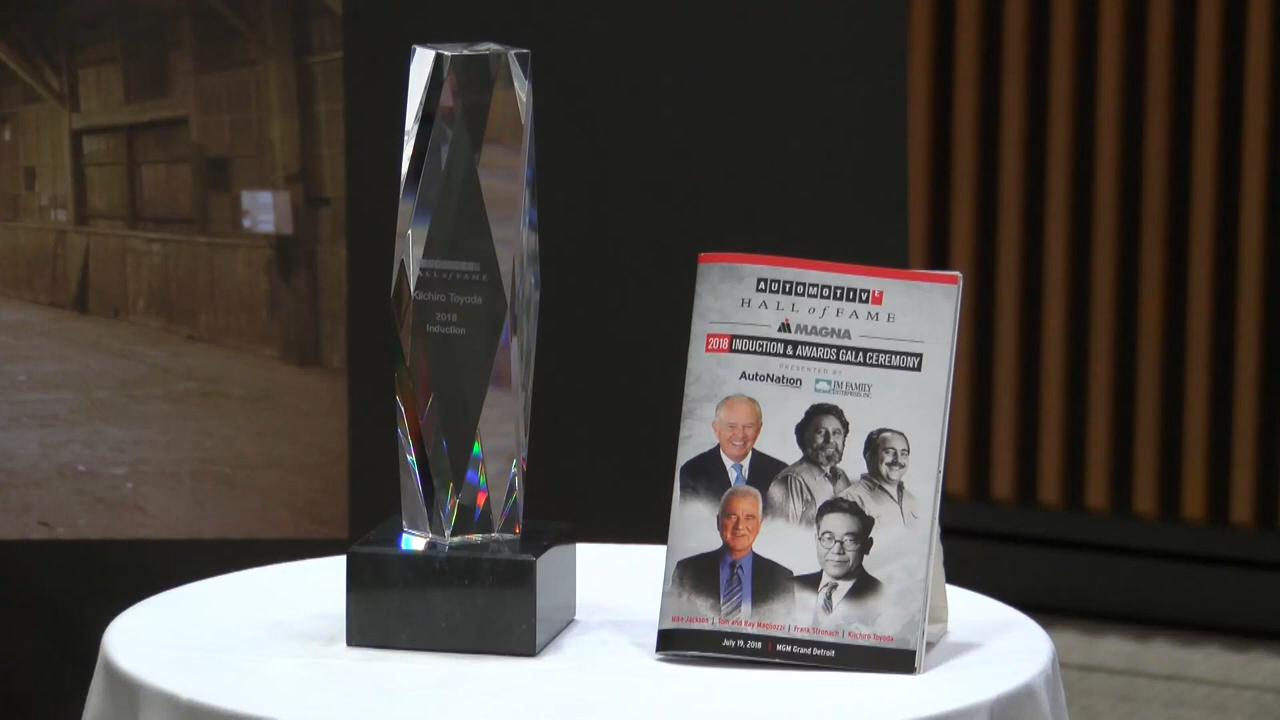 HALL of FAME
Kiichiro Toyoda
2018
Induction
AUTOMOTIVE
HALL of FAME
MAGNA
2018 INDUCTION & AWARDS GALA CEREMONY
PRESENTED BY
AutoNation JM FAMILY
ENTERPRISES, INC.
Mike Jackson | Tom and Ray Magliozzi | Frank Stronach | Kiichiro Toyoda
July 19, 2018 | MGM Grand Detroit